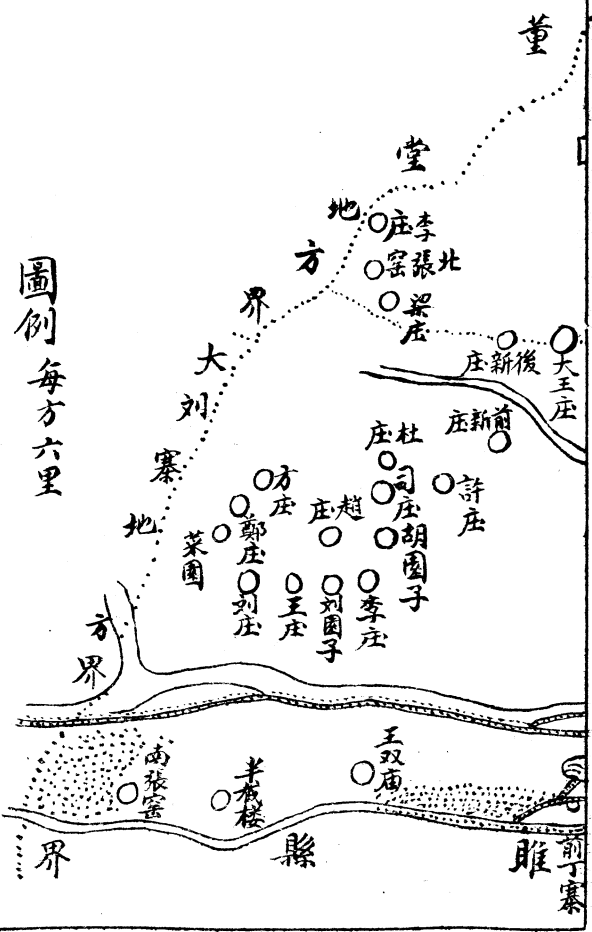 董堂地方界
李庄
北張窑
梁庄
後新庄
大王庄
前新庄
圖例 每方六里
大刘寨地方界
杜庄
司庄
許庄
胡園子
方庄
趙庄
鄭庄
菜園
刘庄
王庄
刘園子
李庄
王双庙
南張窑
半截楼
前丁寨
睢縣界